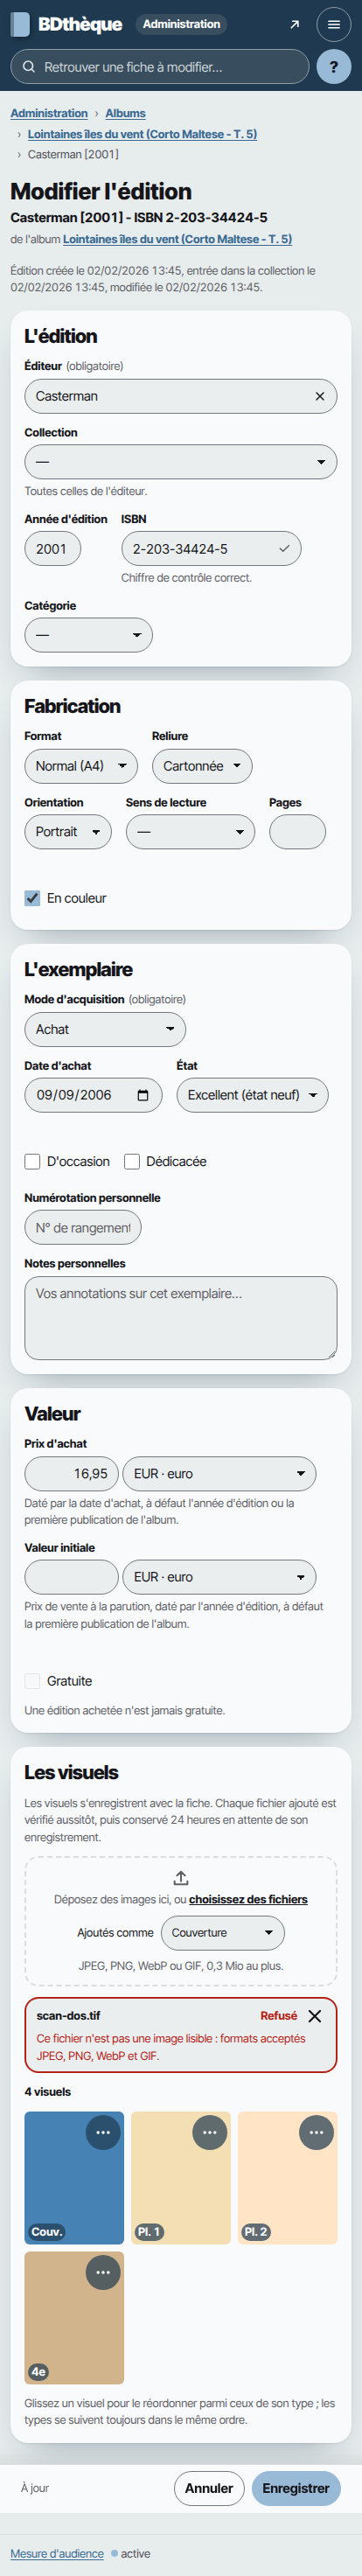 BDthèque Administration
Retrouver une fiche à modifier... ?
Administration › Albums
› Lointaines îles du vent (Corto Maltese - T. 5)
› Casterman [2001]
Modifier l'édition
Casterman [2001] - ISBN 2-203-34424-5
de l'album Lointaines îles du vent (Corto Maltese - T. 5)
Édition créée le 02/02/2026 13:45, entrée dans la collection le
02/02/2026 13:45, modifiée le 02/02/2026 13:45.
L'édition
Éditeur (obligatoire)
Casterman
Collection
—
Toutes celles de l'éditeur.
Année d'édition ISBN
2001 2-203-34424-5
Chiffre de contrôle correct.
Catégorie
—
Fabrication
Format Reliure
Normal (A4) Cartonnée
Orientation Sens de lecture Pages
Portrait —
En couleur
L'exemplaire
Mode d'acquisition (obligatoire)
Achat
Date d'achat État
09/09/2006 Excellent (état neuf)
D'occasion Dédicacée
Numérotation personnelle
N° de rangement
Notes personnelles
Vos annotations sur cet exemplaire...
Valeur
Prix d'achat
16,95 EUR · euro
Daté par la date d'achat, à défaut l'année d'édition ou la
première publication de l'album.
Valeur initiale
EUR · euro
Prix de vente à la parution, daté par l'année d'édition, à défaut
la première publication de l'album.
Gratuite
Une édition achetée n'est jamais gratuite.
Les visuels
Les visuels s'enregistrent avec la fiche. Chaque fichier ajouté est
vérifié aussitôt, puis conservé 24 heures en attente de son
enregistrement.
Déposez des images ici, ou choisissez des fichiers
Ajoutés comme Couverture
JPEG, PNG, WebP ou GIF, 0,3 Mio au plus.
scan-dos.tif Refusé
Ce fichier n'est pas une image lisible : formats acceptés
JPEG, PNG, WebP et GIF.
4 visuels
Couv. Pl. 1 Pl. 2
4e
Glissez un visuel pour le réordonner parmi ceux de son type ; les
types se suivent toujours dans le même ordre.
À jour Annuler Enregistrer
Mesure d'audience active